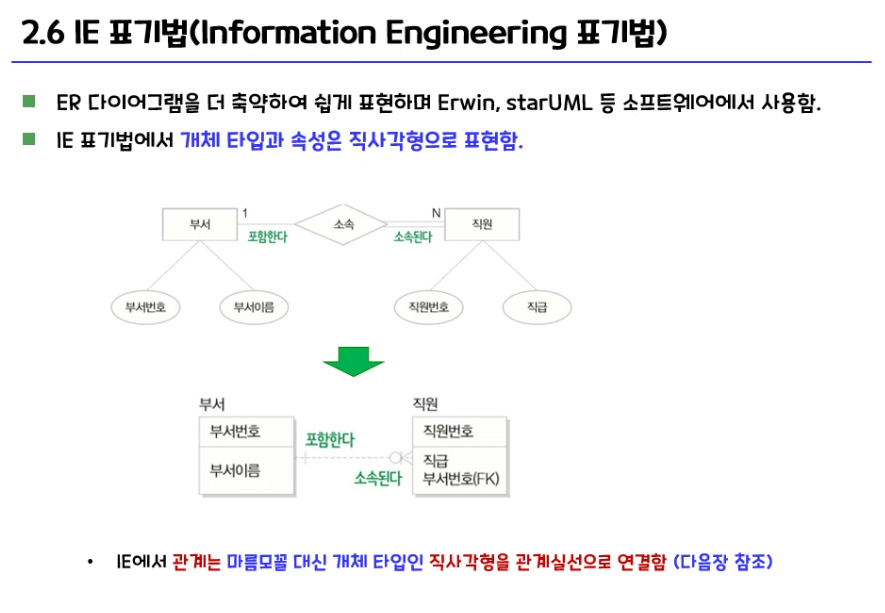 2.6 IE 표기법(Information Engineering 표기법)
ER 다이어그램을 더 축약하여 쉽게 표현하며 Erwin, starUML 등 소프트웨어에서 사용함.
IE 표기법에서 개체 타입과 속성은 직사각형으로 표현함.
부서 1 소속 N 직원
포함한다 소속된다
부서번호 부서이름 직원번호 직급
부서 직원
부서번호 직원번호
포함한다
부서이름 직급
소속된다 부서번호(FK)
• IE에서 관계는 마름모꼴 대신 개체 타입인 직사각형을 관계실선으로 연결함 (다음장 참조)